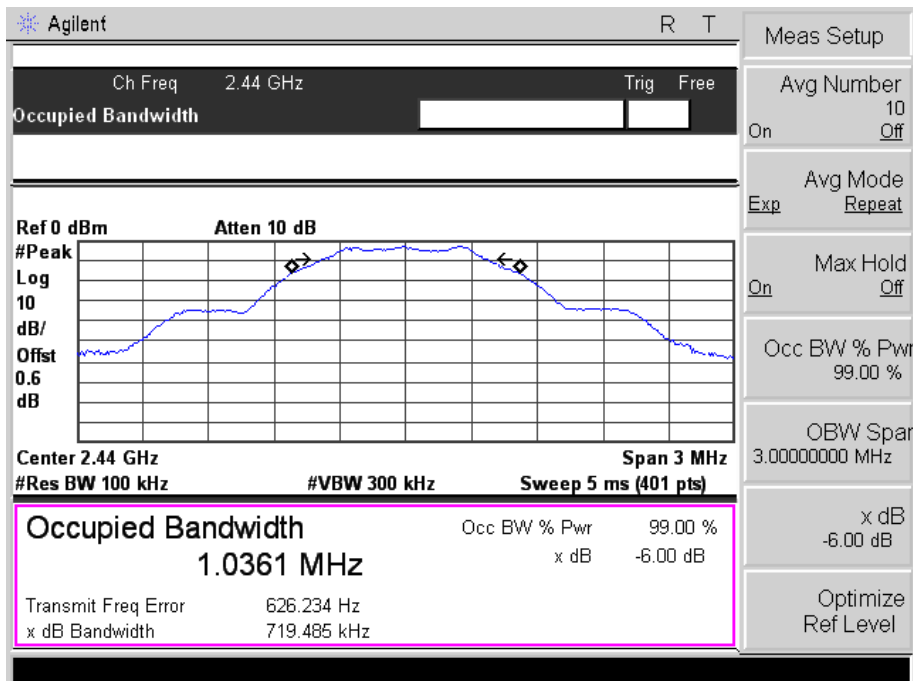 Agilent R T
Ch Freq 2.44 GHz Trig Free
Occupied Bandwidth
Ref 0 dBm Atten 10 dB
#Peak
Log
10
dB/
Offst
0.6
dB
Center 2.44 GHz Span 3 MHz
#Res BW 100 kHz #VBW 300 kHz Sweep 5 ms (401 pts)
Occupied Bandwidth
1.0361 MHz
Occ BW % Pwr 99.00 %
x dB -6.00 dB
Transmit Freq Error 626.234 Hz
x dB Bandwidth 719.485 kHz
Meas Setup
Avg Number
10
On Off
Avg Mode
Exp Repeat
Max Hold
On Off
Occ BW % Pwr
99.00 %
OBW Span
3.00000000 MHz
x dB
-6.00 dB
Optimize
Ref Level